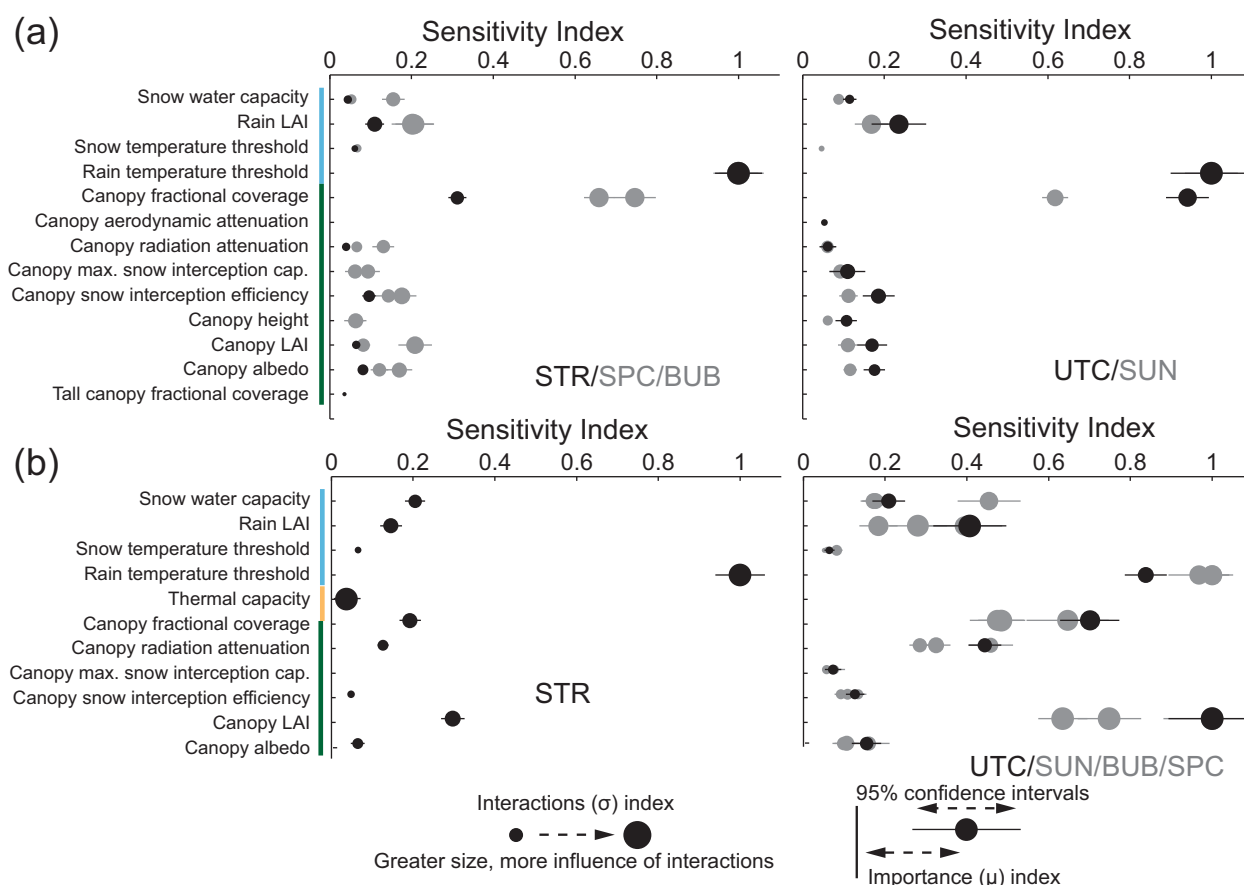 (a)
Sensitivity Index
Sensitivity Index
0 0.2 0.4 0.6 0.8 1
0 0.2 0.4 0.6 0.8 1
Snow water capacity
Rain LAI
Snow temperature threshold
Rain temperature threshold
Canopy fractional coverage
Canopy aerodynamic attenuation
Canopy radiation attenuation
Canopy max. snow interception cap.
Canopy snow interception efficiency
Canopy height
Canopy LAI
Canopy albedo
Tall canopy fractional coverage
STR/SPC/BUB
UTC/SUN
(b)
Sensitivity Index
Sensitivity Index
0 0.2 0.4 0.6 0.8 1
0 0.2 0.4 0.6 0.8 1
Snow water capacity
Rain LAI
Snow temperature threshold
Rain temperature threshold
Thermal capacity
Canopy fractional coverage
Canopy radiation attenuation
Canopy max. snow interception cap.
Canopy snow interception efficiency
Canopy LAI
Canopy albedo
STR
UTC/SUN/BUB/SPC
Interactions (σ) index
Greater size, more influence of interactions
95% confidence intervals
Importance (μ) index